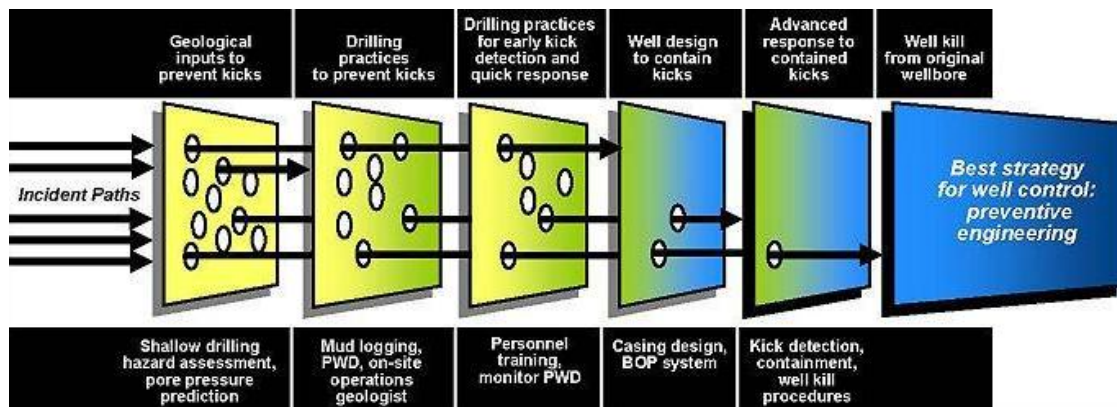 Geological
inputs to
prevent kicks
Drilling
practices
to prevent kicks
Drilling practices
for early kick
detection and
quick response
Well design
to contain
kicks
Advanced
response to
contained
kicks
Well kill
from original
wellbore
Incident Paths
Best strategy
for well control:
preventive
engineering
Shallow drilling
hazard assessment,
pore pressure
prediction
Mud logging,
PWD, on-site
operations
geologist
Personnel
training,
monitor PWD
Casing design,
BOP system
Kick detection,
containment,
well kill
procedures